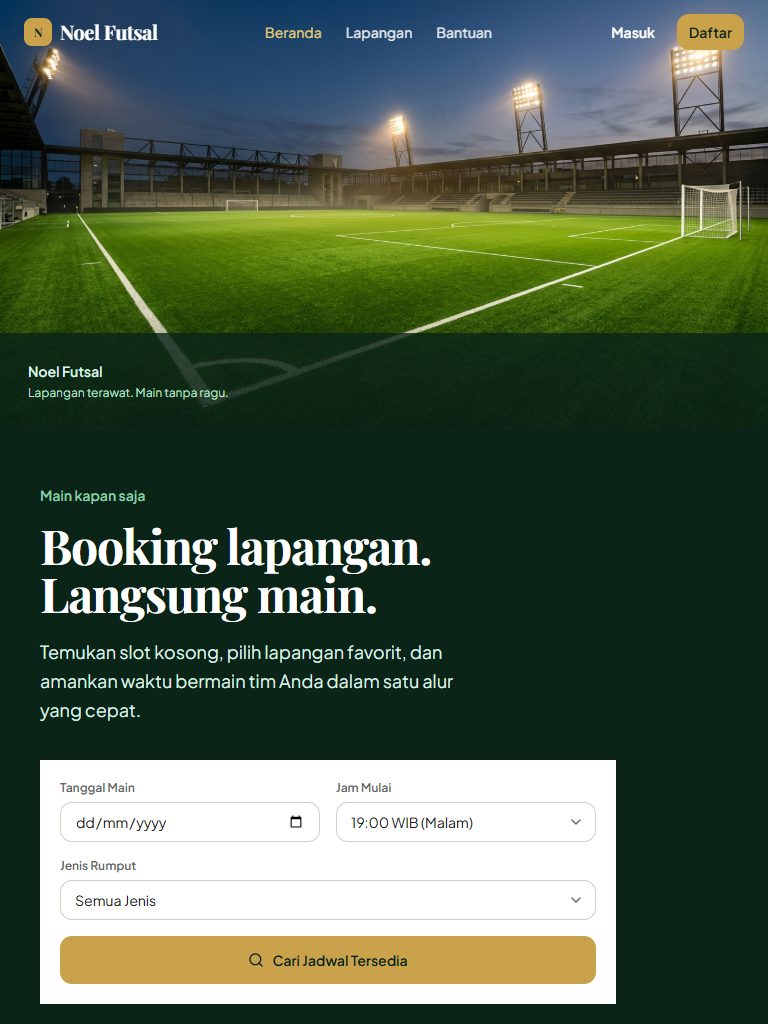 N Noel Futsal Beranda Lapangan Bantuan Masuk Daftar
Noel Futsal
Lapangan terawat. Main tanpa ragu.
Main kapan saja
Booking lapangan.
Langsung main.
Temukan slot kosong, pilih lapangan favorit, dan
amankan waktu bermain tim Anda dalam satu alur
yang cepat.
Tanggal Main Jam Mulai
dd/mm/yyyy 19:00 WIB (Malam)
Jenis Rumput
Semua Jenis
Cari Jadwal Tersedia